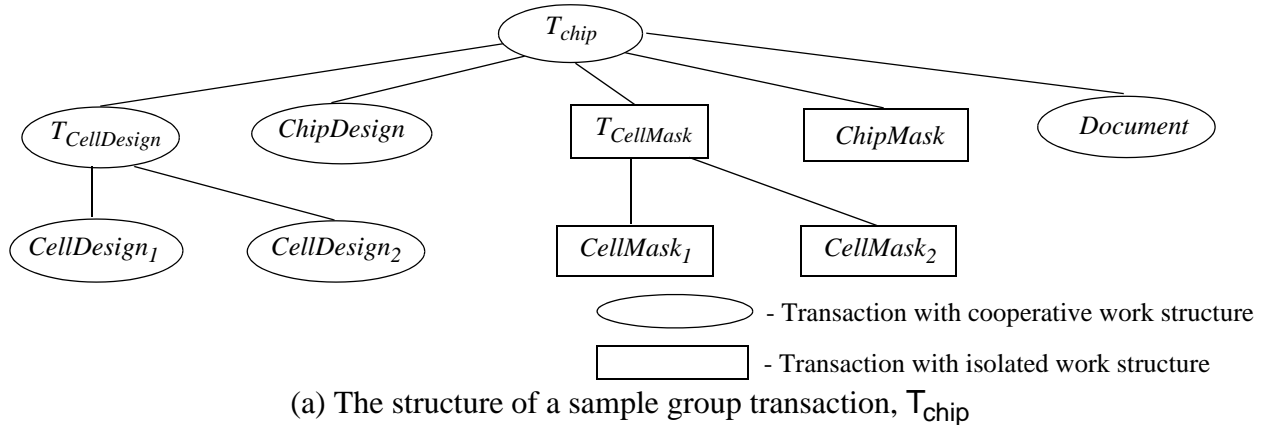 T_chip
T_CellDesign
ChipDesign
T_CellMask
ChipMask
Document
CellDesign_1
CellDesign_2
CellMask_1
CellMask_2
- Transaction with cooperative work structure
- Transaction with isolated work structure
(a) The structure of a sample group transaction, T_chip